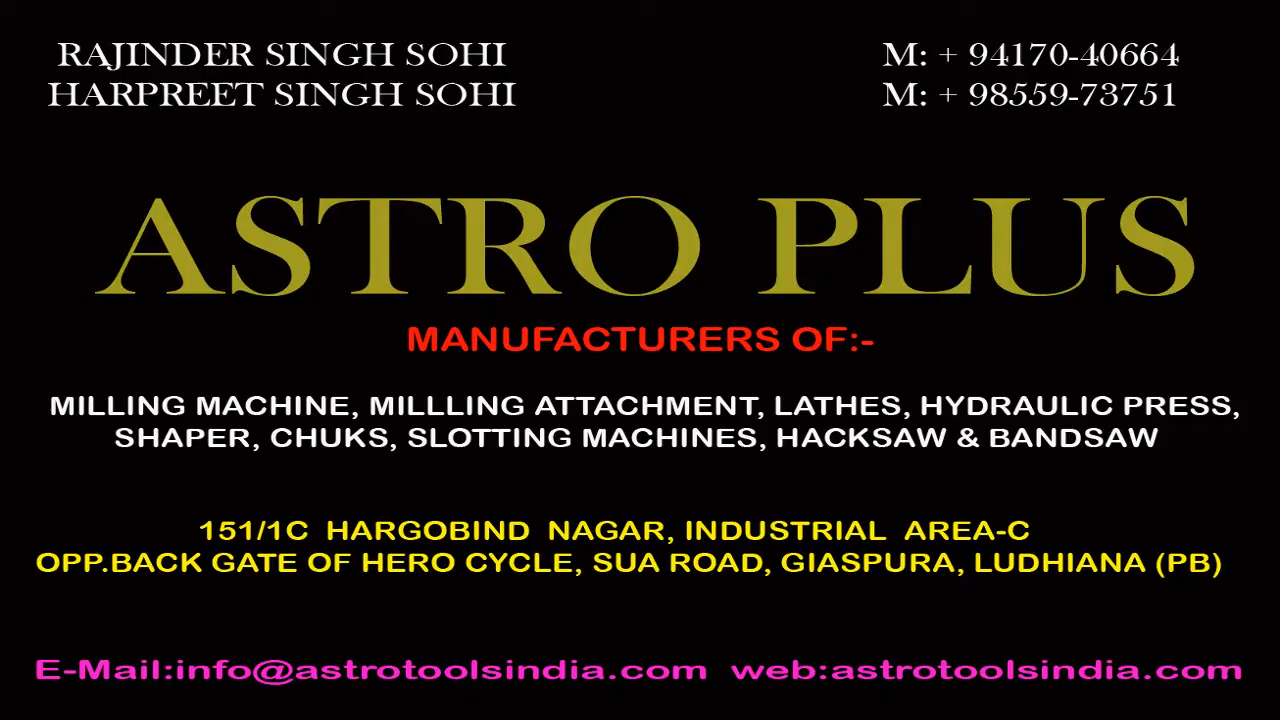 RAJINDER SINGH SOHI M: + 94170-40664
HARPREET SINGH SOHI M: + 98559-73751
ASTRO PLUS
MANUFACTURERS OF:-
MILLING MACHINE, MILLLING ATTACHMENT, LATHES, HYDRAULIC PRESS,
SHAPER, CHUKS, SLOTTING MACHINES, HACKSAW & BANDSAW
151/1C HARGOBIND NAGAR, INDUSTRIAL AREA-C
OPP.BACK GATE OF HERO CYCLE, SUA ROAD, GIASPURA, LUDHIANA (PB)
E-Mail:info@astrotoolsindia.com web:astrotoolsindia.com